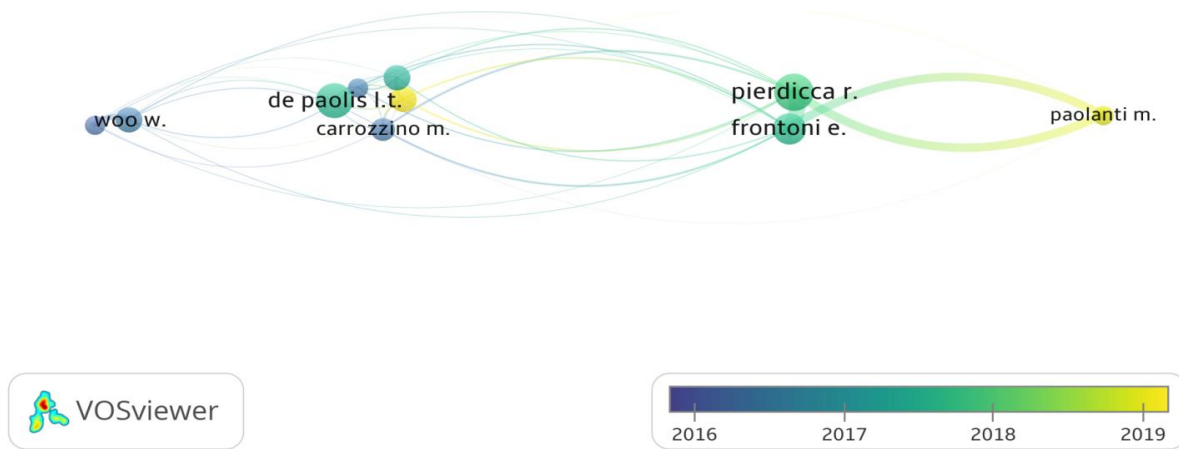 pierdicca r.
de paolis l.t.
paolanti m.
woo w.
frontoni e.
carrozzino m.
VOSviewer
2016 2017 2018 2019